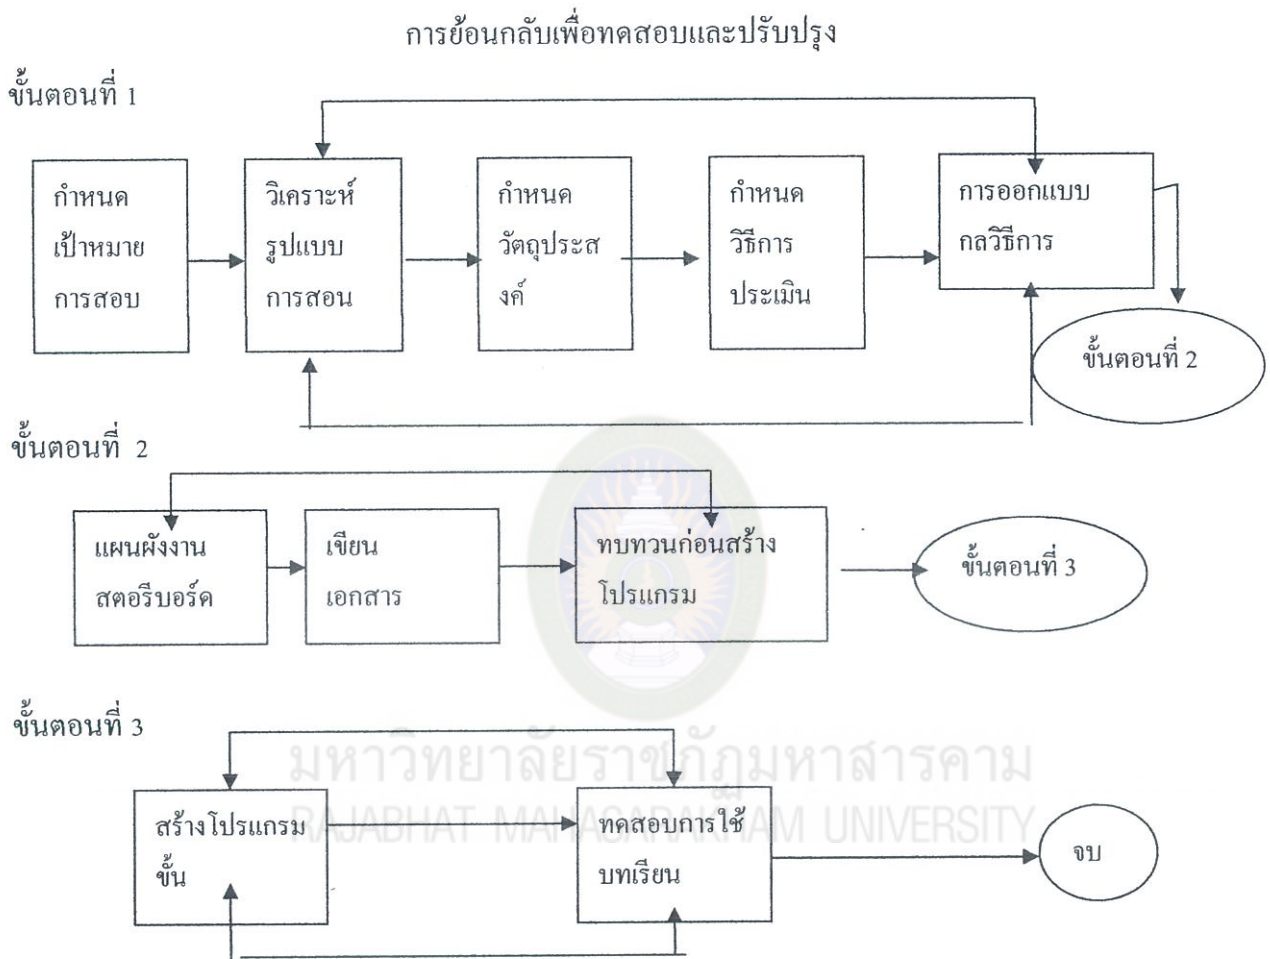 การย้อนกลับเพื่อทดสอบและปรับปรุง
ขั้นตอนที่ 1
กำหนด
เป้าหมาย
การสอบ
วิเคราะห์
รูปแบบ
การสอน
กำหนด
วัตถุประส
งค์
กำหนด
วิธีการ
ประเมิน
การออกแบบ
กลวิธีการ
ขั้นตอนที่ 2
ขั้นตอนที่ 2
แผนผังงาน
สตอรีบอร์ด
เขียน
เอกสาร
ทบทวนก่อนสร้าง
โปรแกรม
ขั้นตอนที่ 3
ขั้นตอนที่ 3
มหาวิทยาลัยราชภัฏมหาสารคาม
RAJABHAT MAHASARAKHAM UNIVERSITY
สร้างโปรแกรม
ขั้น
ทดสอบการใช้
บทเรียน
จบ